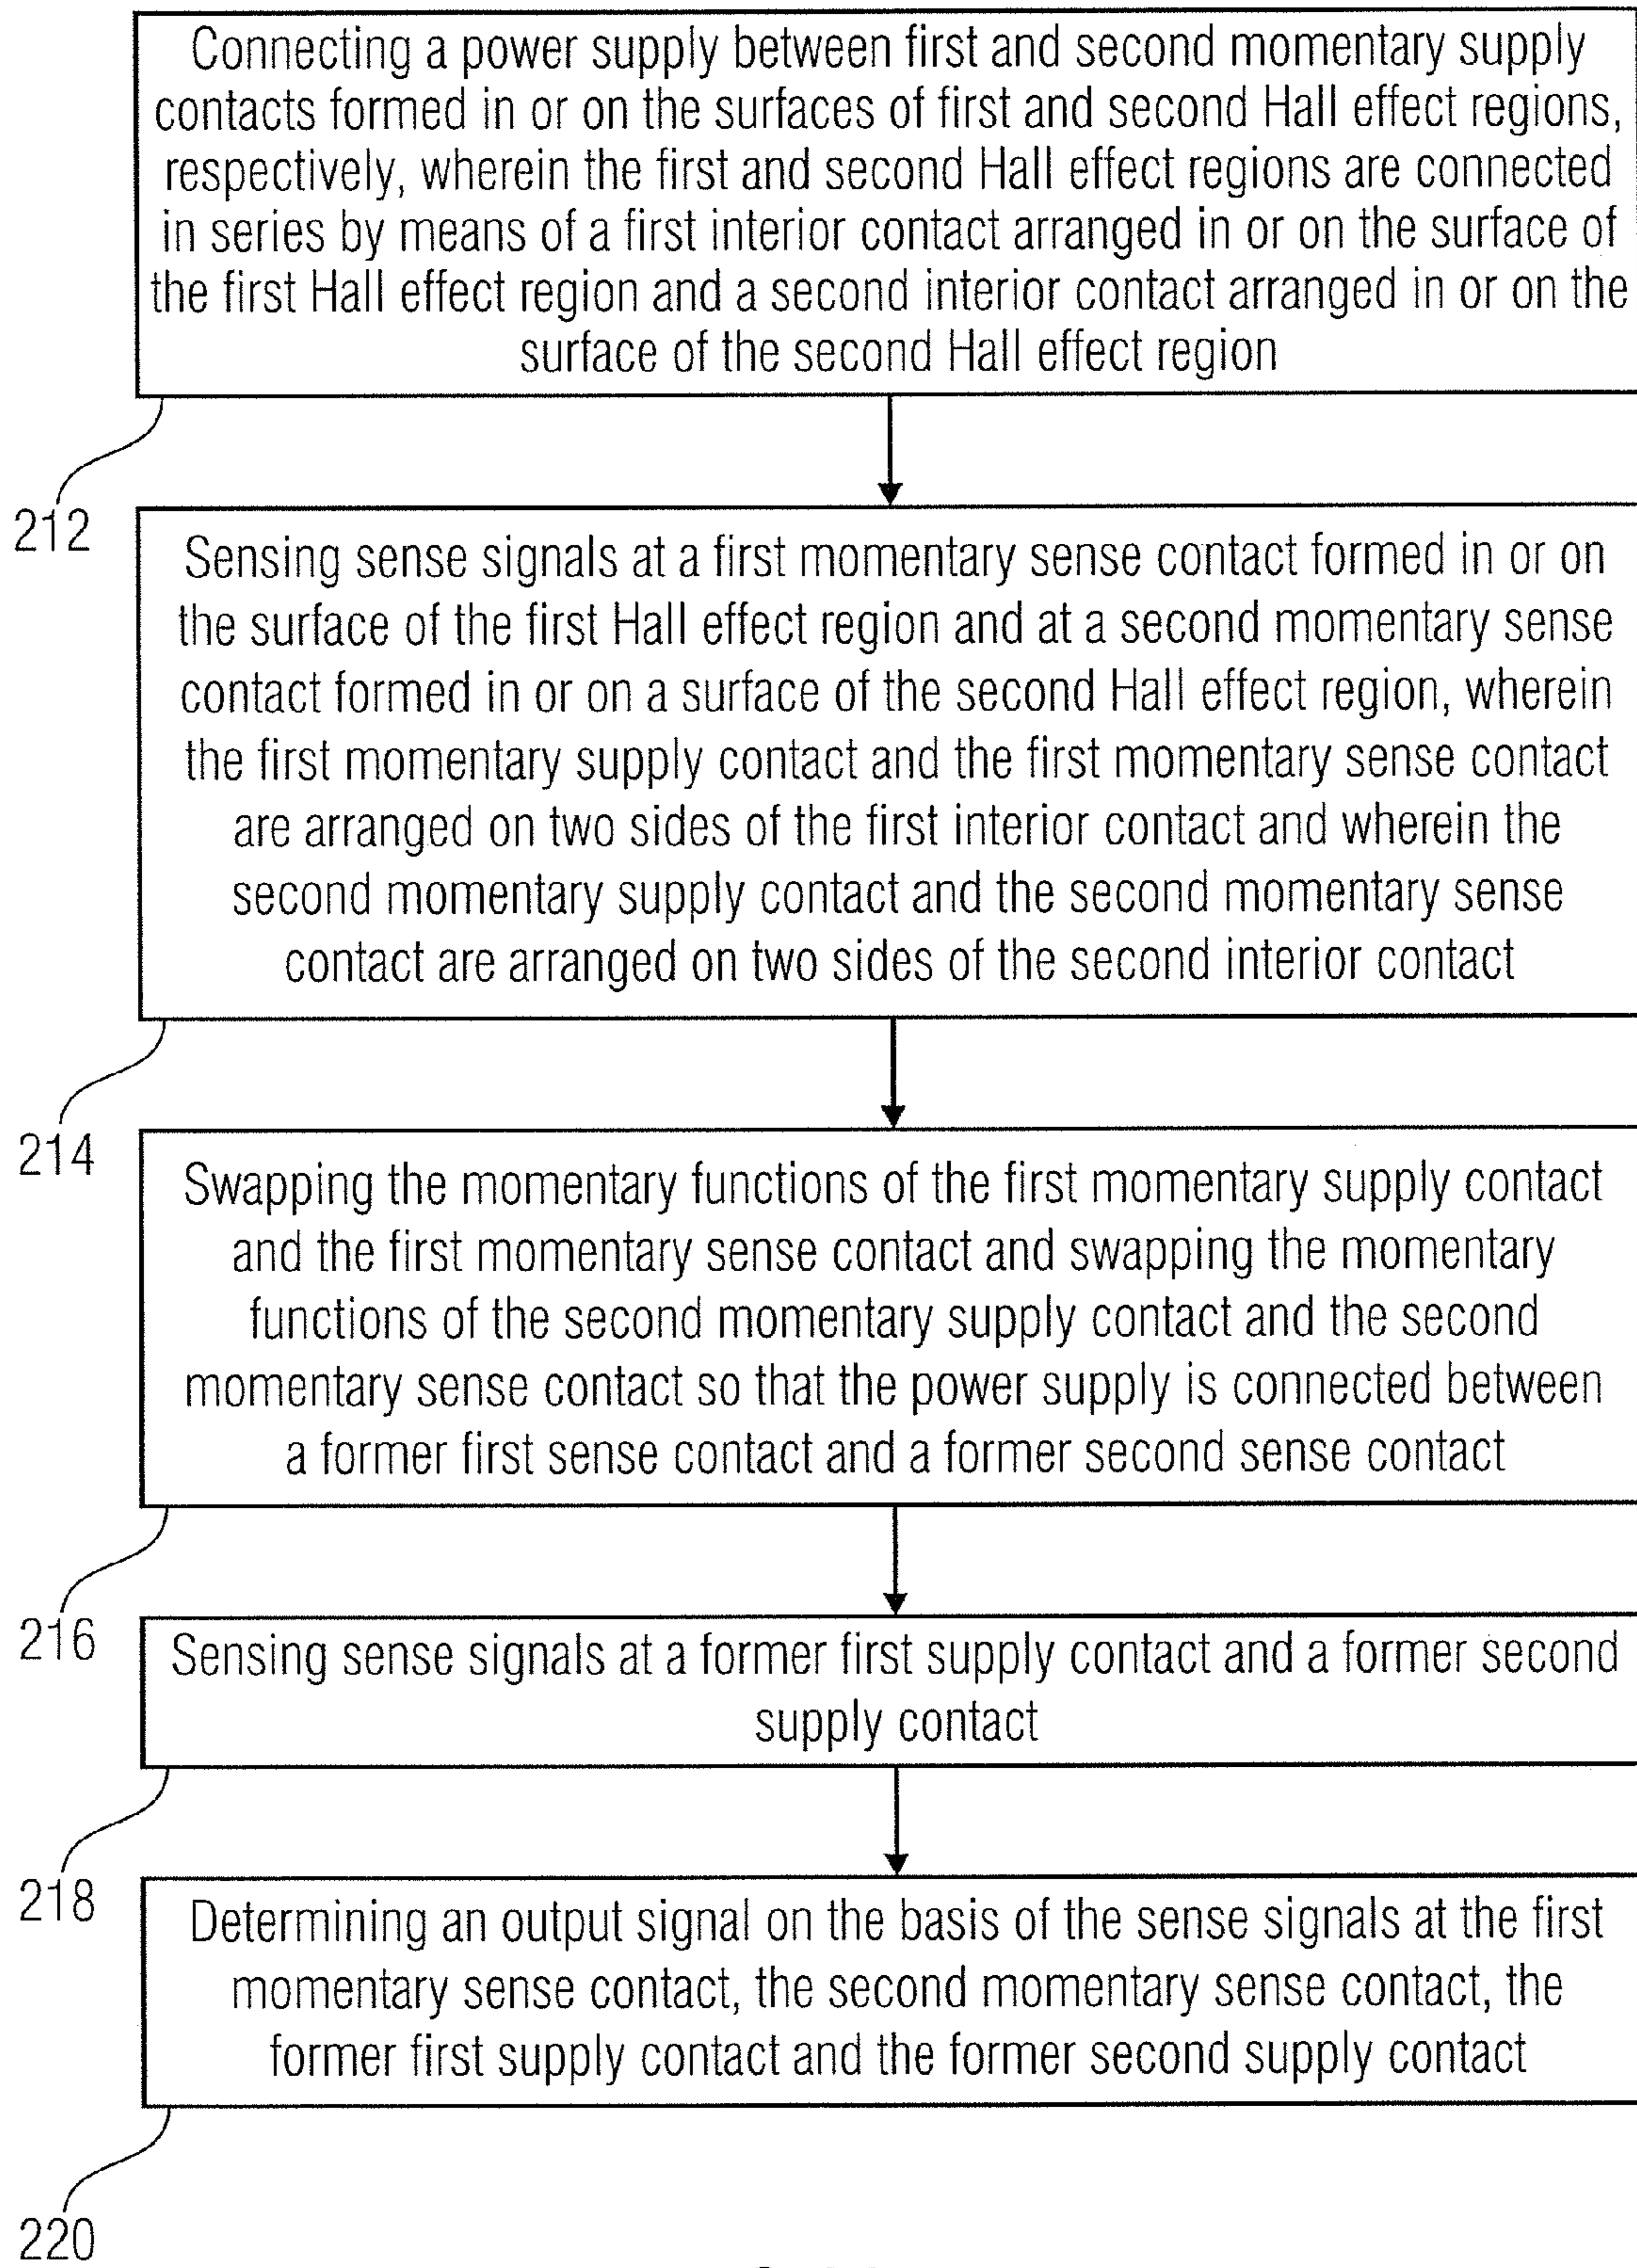 Connecting a power supply between first and second momentary supply
contacts formed in or on the surfaces of first and second Hall effect regions,
respectively, wherein the first and second Hall effect regions are connected
in series by means of a first interior contact arranged in or on the surface of
the first Hall effect region and a second interior contact arranged in or on the
surface of the second Hall effect region
212
Sensing sense signals at a first momentary sense contact formed in or on
the surface of the first Hall effect region and at a second momentary sense
contact formed in or on a surface of the second Hall effect region, wherein
the first momentary supply contact and the first momentary sense contact
are arranged on two sides of the first interior contact and wherein the
second momentary supply contact and the second momentary sense
contact are arranged on two sides of the second interior contact
214
Swapping the momentary functions of the first momentary supply contact
and the first momentary sense contact and swapping the momentary
functions of the second momentary supply contact and the second
momentary sense contact so that the power supply is connected between
a former first sense contact and a former second sense contact
216
Sensing sense signals at a former first supply contact and a former second
supply contact
218
Determining an output signal on the basis of the sense signals at the first
momentary sense contact, the second momentary sense contact, the
former first supply contact and the former second supply contact
220